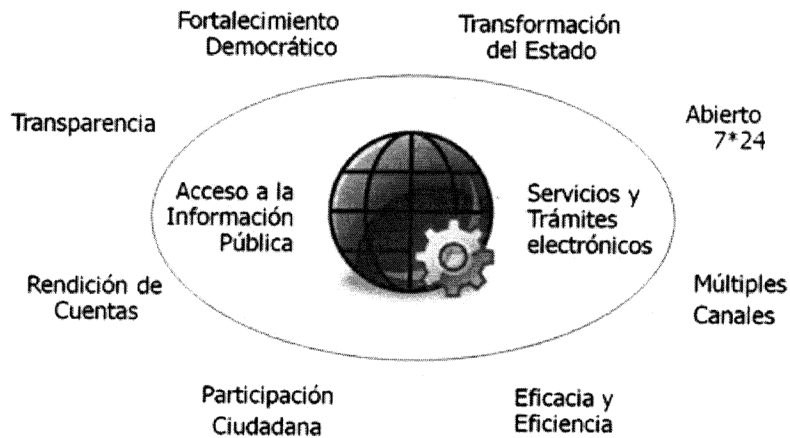 Fortalecimiento
Democrático
Transformación
del Estado
Transparencia
Abierto
7*24
Acceso a la
Información
Pública
Servicios y
Trámites
electrónicos
Rendición de
Cuentas
Múltiples
Canales
Participación
Ciudadana
Eficacia y
Eficiencia